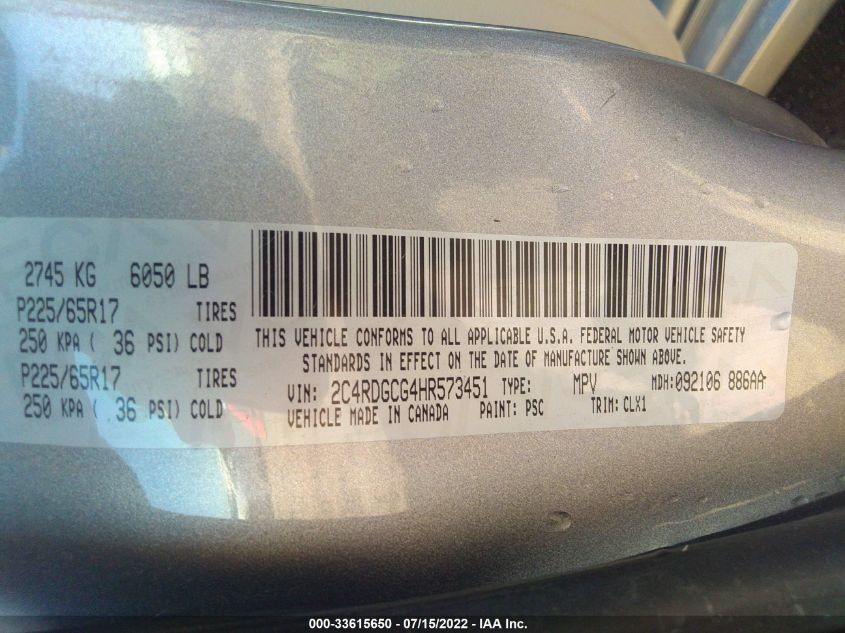 2745 KG 6050 LB
P225/65R17 TIRES
250 KPA ( 36 PSI) COLD
P225/65R17 TIRES
250 KPA ( 36 PSI) COLD
THIS VEHICLE CONFORMS TO ALL APPLICABLE U.S.A. FEDERAL MOTOR VEHICLE SAFETY
STANDARDS IN EFFECT ON THE DATE OF MANUFACTURE SHOWN ABOVE.
VIN: 2C4RDGCG4HR573451 TYPE: MPV MDH:092106 886AA
VEHICLE MADE IN CANADA PAINT: PSC TRIM: CLX1
000-33615650 - 07/15/2022 - IAA Inc.